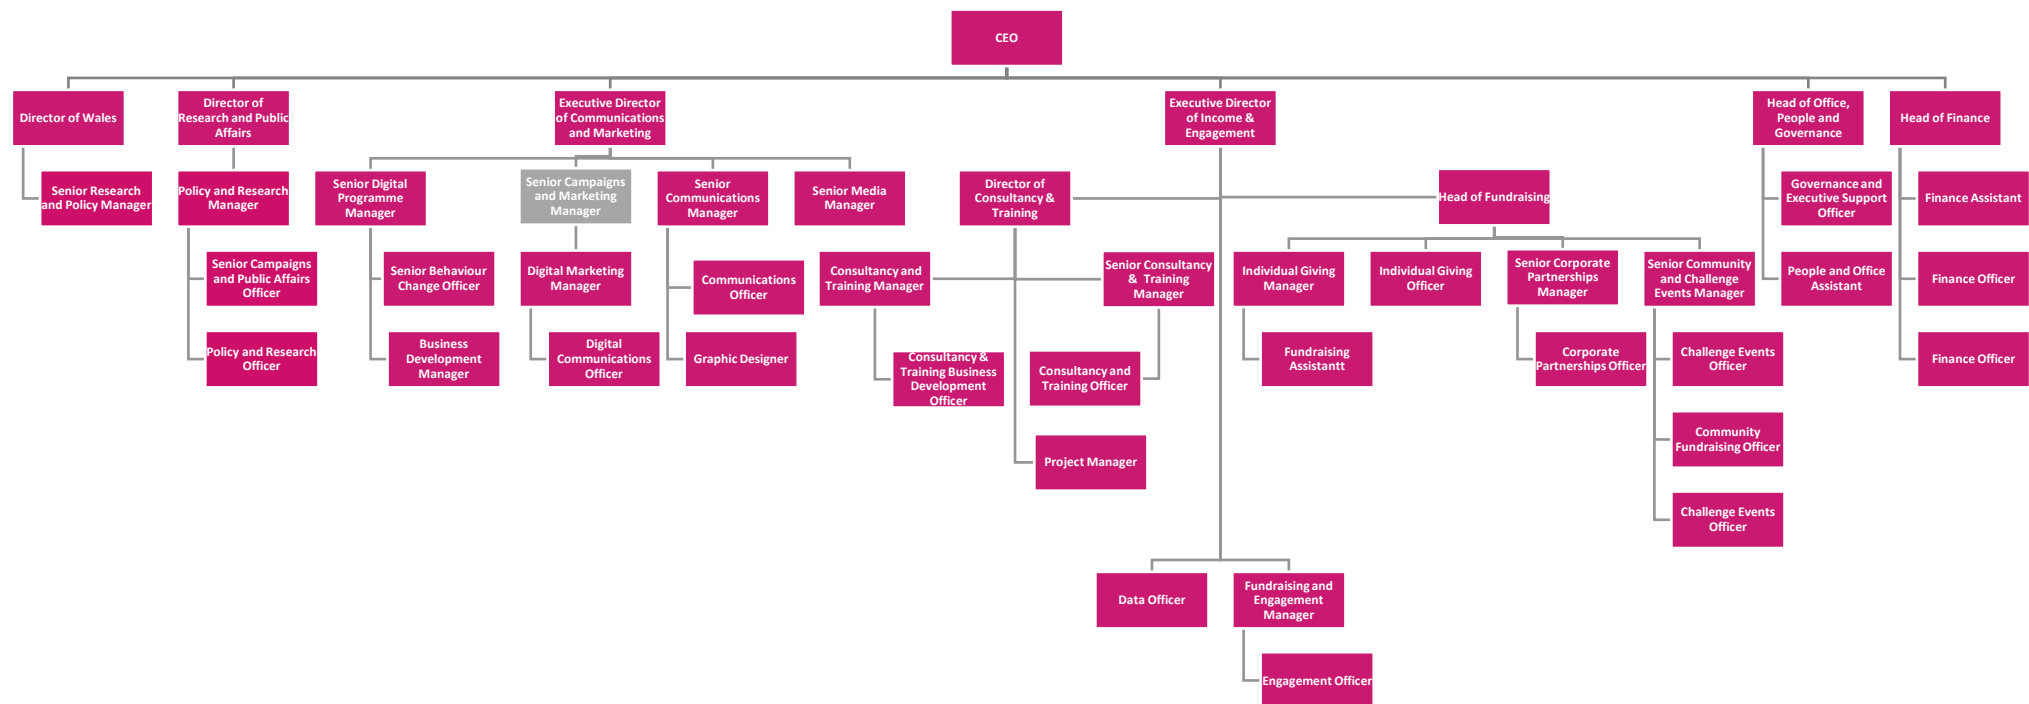 CEO
Director of Wales
Director of
Research and Public
Affairs
Executive Director
of Communications
and Marketing
Executive Director
of Income &
Engagement
Head of Office,
People and
Governance
Head of Finance
Senior Research
and Policy Manager
Policy and Research
Manager
Senior Digital
Programme
Manager
Senior Campaigns
and Marketing
Manager
Senior
Communications
Manager
Senior Media
Manager
Director of
Consultancy &
Training
Head of Fundraising
Governance and
Executive Support
Officer
Finance Assistant
Senior Campaigns
and Public Affairs
Officer
Senior Behaviour
Change Officer
Digital Marketing
Manager
Communications
Officer
Consultancy and
Training Manager
Senior Consultancy
& Training
Manager
Individual Giving
Manager
Individual Giving
Officer
Senior Corporate
Partnerships
Manager
Senior Community
and Challenge
Events Manager
People and Office
Assistant
Finance Officer
Policy and Research
Officer
Business
Development
Manager
Digital
Communications
Officer
Graphic Designer
Consultancy &
Training Business
Development
Officer
Consultancy and
Training Officer
Fundraising
Assistantt
Corporate
Partnerships Officer
Challenge Events
Officer
Finance Officer
Project Manager
Community
Fundraising Officer
Challenge Events
Officer
Data Officer
Fundraising and
Engagement
Manager
Engagement Officer